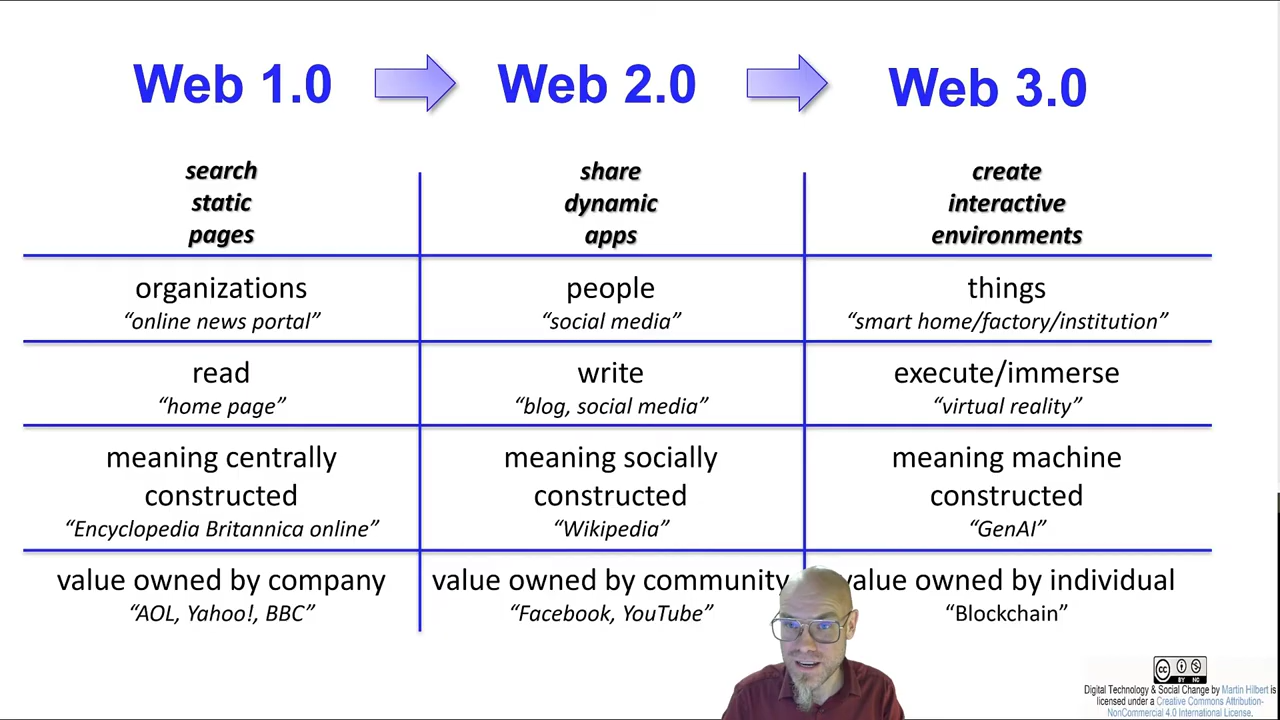 Web 1.0
Web 2.0
Web 3.0
search
static
pages
share
dynamic
apps
create
interactive
environments
organizations
“online news portal”
people
“social media”
things
“smart home/factory/institution”
read
“home page”
write
“blog, social media”
execute/immerse
“virtual reality”
meaning centrally
constructed
“Encyclopedia Britannica online”
meaning socially
constructed
“Wikipedia”
meaning machine
constructed
“GenAI”
value owned by company
“AOL, Yahoo!, BBC”
value owned by community
“Facebook, YouTube”
value owned by individual
“Blockchain”
cc
BY NC
Digital Technology & Social Change by Martin Hilbert is
licensed under a Creative Commons Attribution-
NonCommercial 4.0 International License.